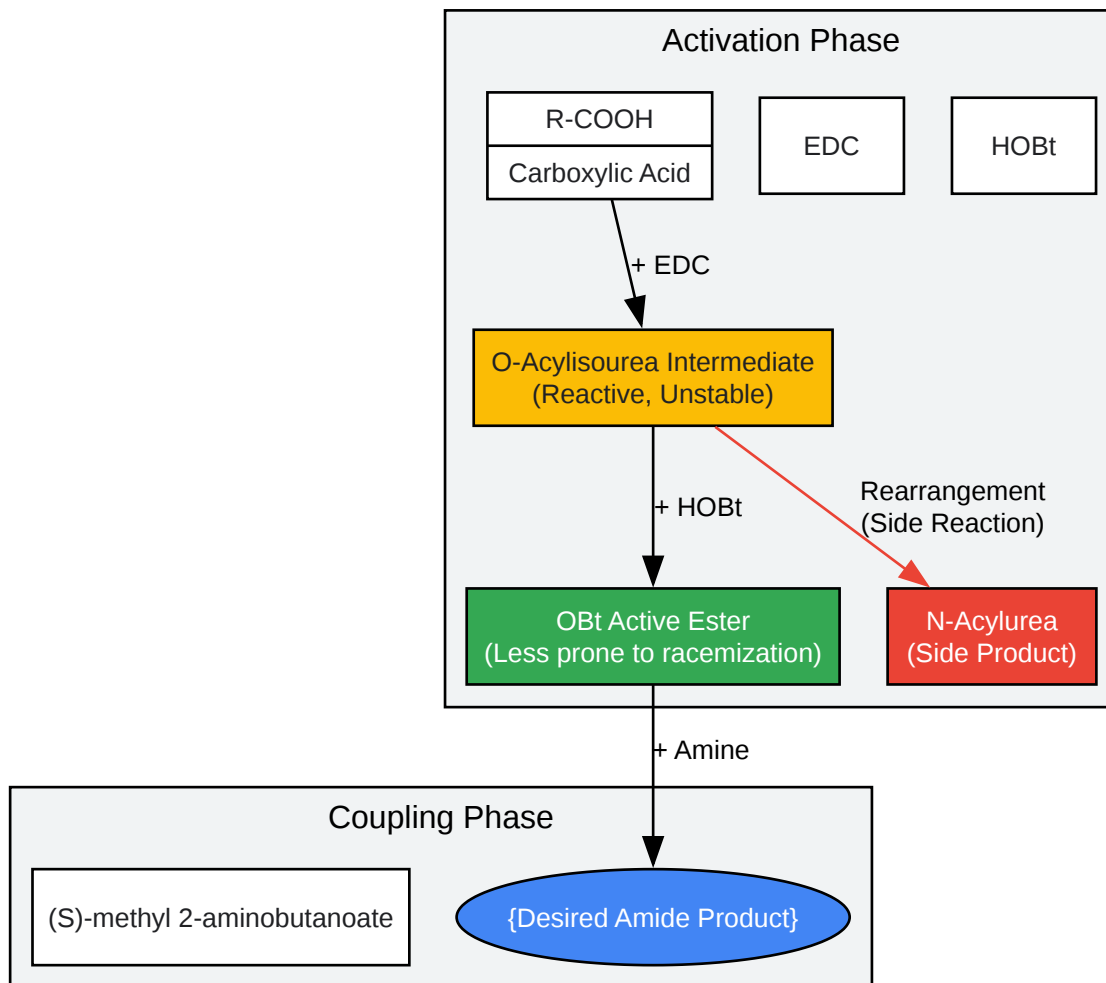 Activation Phase
R-COOH
Carboxylic Acid
EDC
HOBt
+ EDC
O-Acylisourea Intermediate
(Reactive, Unstable)
+ HOBt
Rearrangement
(Side Reaction)
OBt Active Ester
(Less prone to racemization)
N-Acylurea
(Side Product)
+ Amine
Coupling Phase
(S)-methyl 2-aminobutanoate
{Desired Amide Product}